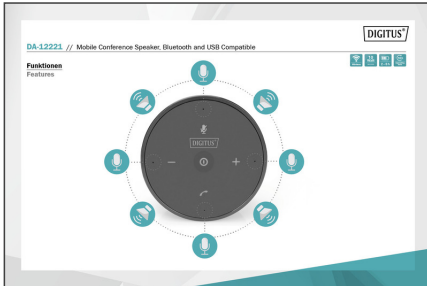 DIGITUS®
DA-12221 // Mobile Conference Speaker, Bluetooth and USB Compatible
Funktionen
Features
DIGITUS